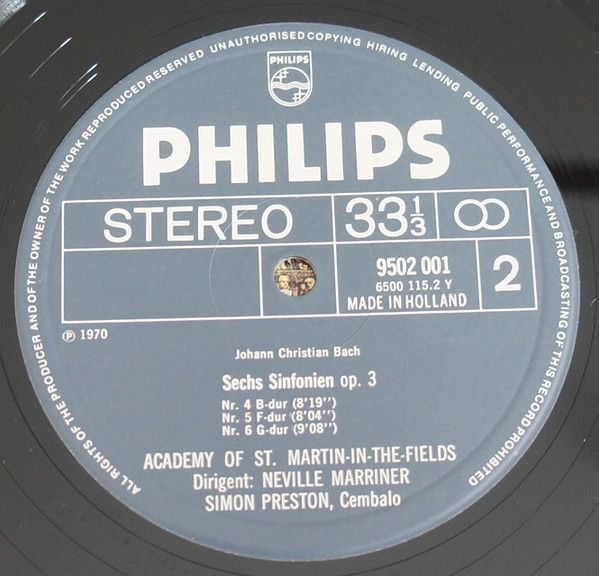 ALL RIGHTS OF THE PRODUCER AND OF THE OWNER OF THE WORK REPRODUCED RESERVED UNAUTHORISED COPYING HIRING LENDING PUBLIC PERFORMANCE AND BROADCASTING OF THIS RECORD PROHIBITED
PHILIPS
PHILIPS
STEREO
33 1/3
9502 001
6500 115.2 Y
MADE IN HOLLAND
2
℗ 1970
Johann Christian Bach
Sechs Sinfonien op. 3
Nr. 4 B-dur (8'19'')
Nr. 5 F-dur (8'04'')
Nr. 6 G-dur (9'08'')
ACADEMY OF ST. MARTIN-IN-THE-FIELDS
Dirigent: NEVILLE MARRINER
SIMON PRESTON, Cembalo